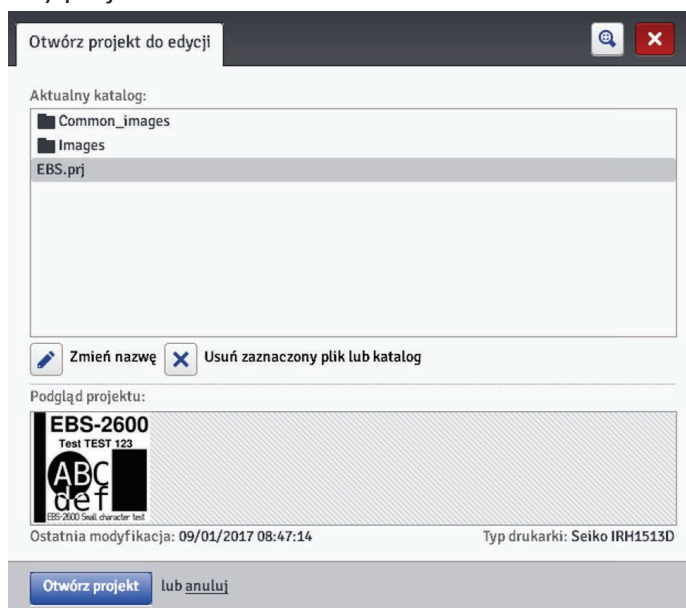 Otwórz projekt do edycji
Aktualny katalog:
Common_images
Images
EBS.prj
Zmień nazwę Usuń zaznaczony plik lub katalog
Podgląd projektu:
EBS-2600
Test TEST 123
ABC
def
EBS-2600 Small character test
Ostatnia modyfikacja: 09/01/2017 08:47:14 Typ drukarki: Seiko IRH1513D
Otwórz projekt lub anuluj